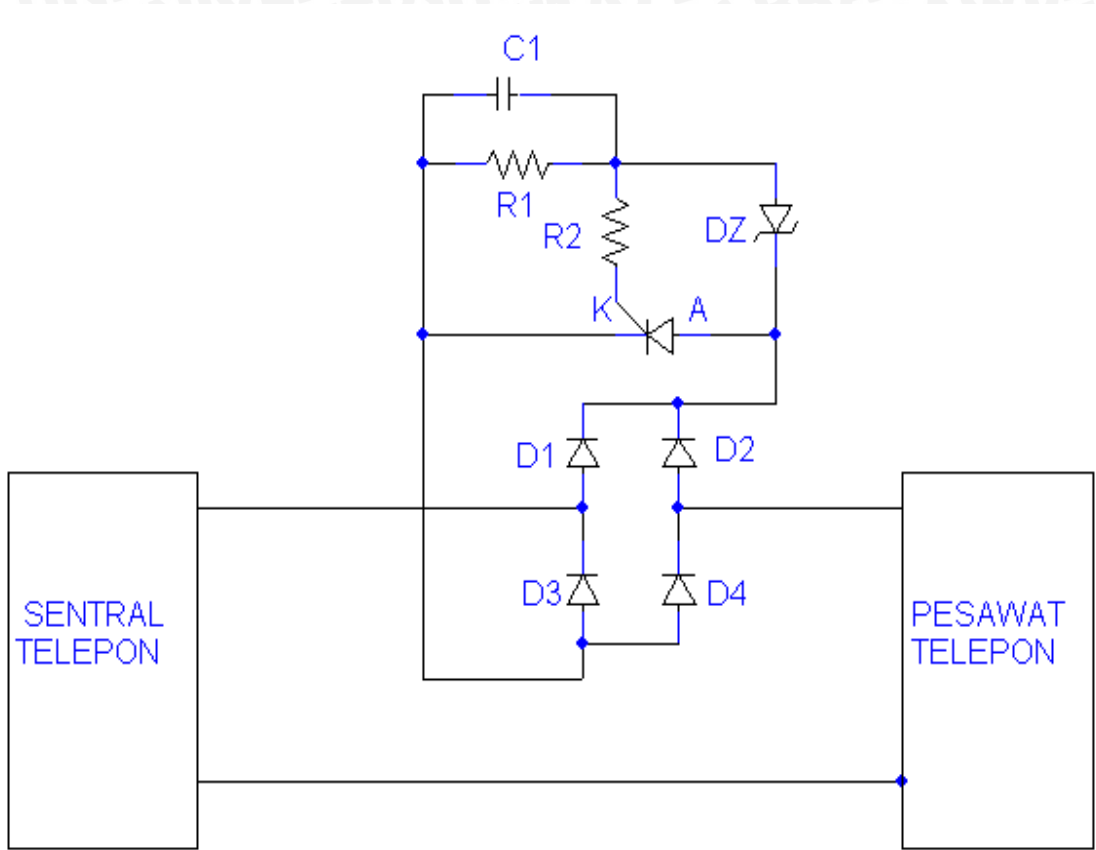 C1
R1
R2
DZ
K
A
D1
D2
D3
D4
SENTRAL
TELEPON
PESAWAT
TELEPON